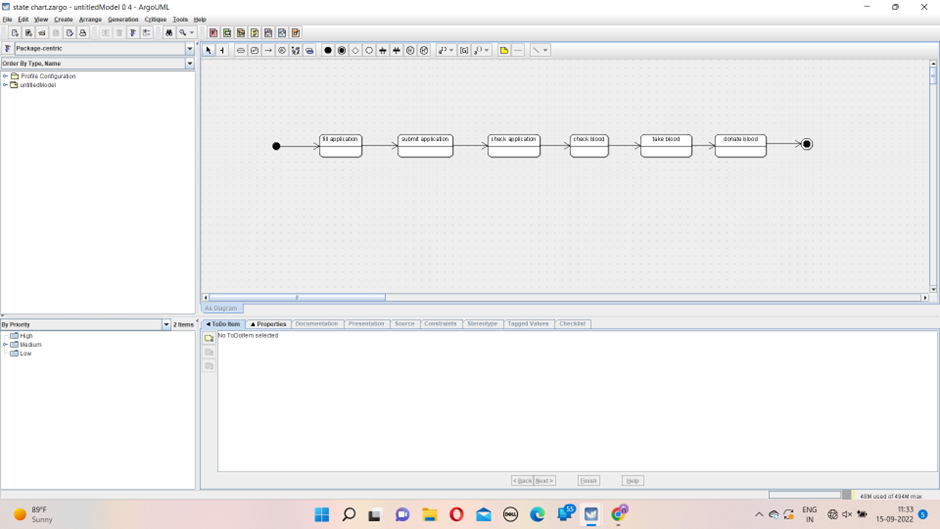 state chart.zargo - untitledModel 0 4 - ArgoUML
File Edit View Create Arrange Generation Critique Tools Help
Package-centric
Order By Type, Name
Profile Configuration
untitledModel
fill application submit application check application check blood take blood donate blood
As Diagram
By Priority 2 Items
High
Medium
Low
ToDo Item Properties Documentation Presentation Source Constraints Stereotype Tagged Values Checklist
No ToDoItem selected
< Back Next > Finish Help
48M used of 494M max
89°F
Sunny
DELL
55
ENG
IN
11:33
15-09-2022
5